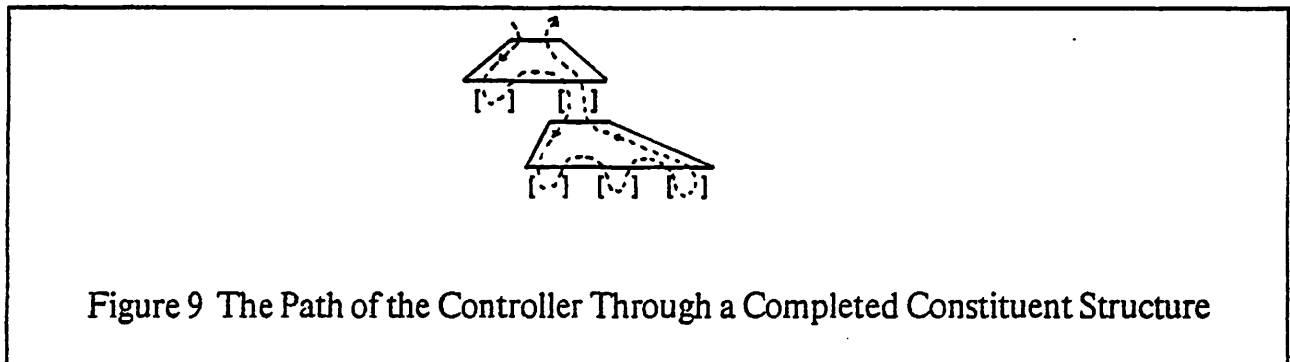 [ ] [ ]
[ ] [ ] [ ]
Figure 9 The Path of the Controller Through a Completed Constituent Structure